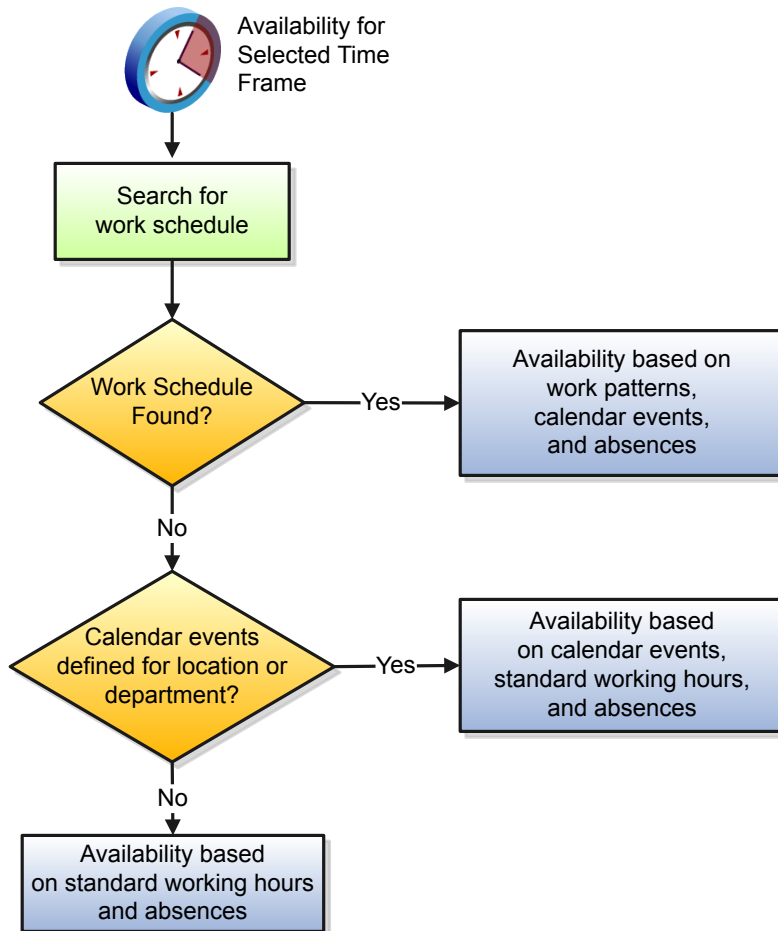 Availability for
Selected Time
Frame
Search for
work schedule
Work Schedule
Found?
Yes
Availability based on
work patterns,
calendar events,
and absences
No
Calendar events
defined for location or
department?
Yes
Availability based
on calendar events,
standard working hours,
and absences
No
Availability based
on standard working hours
and absences